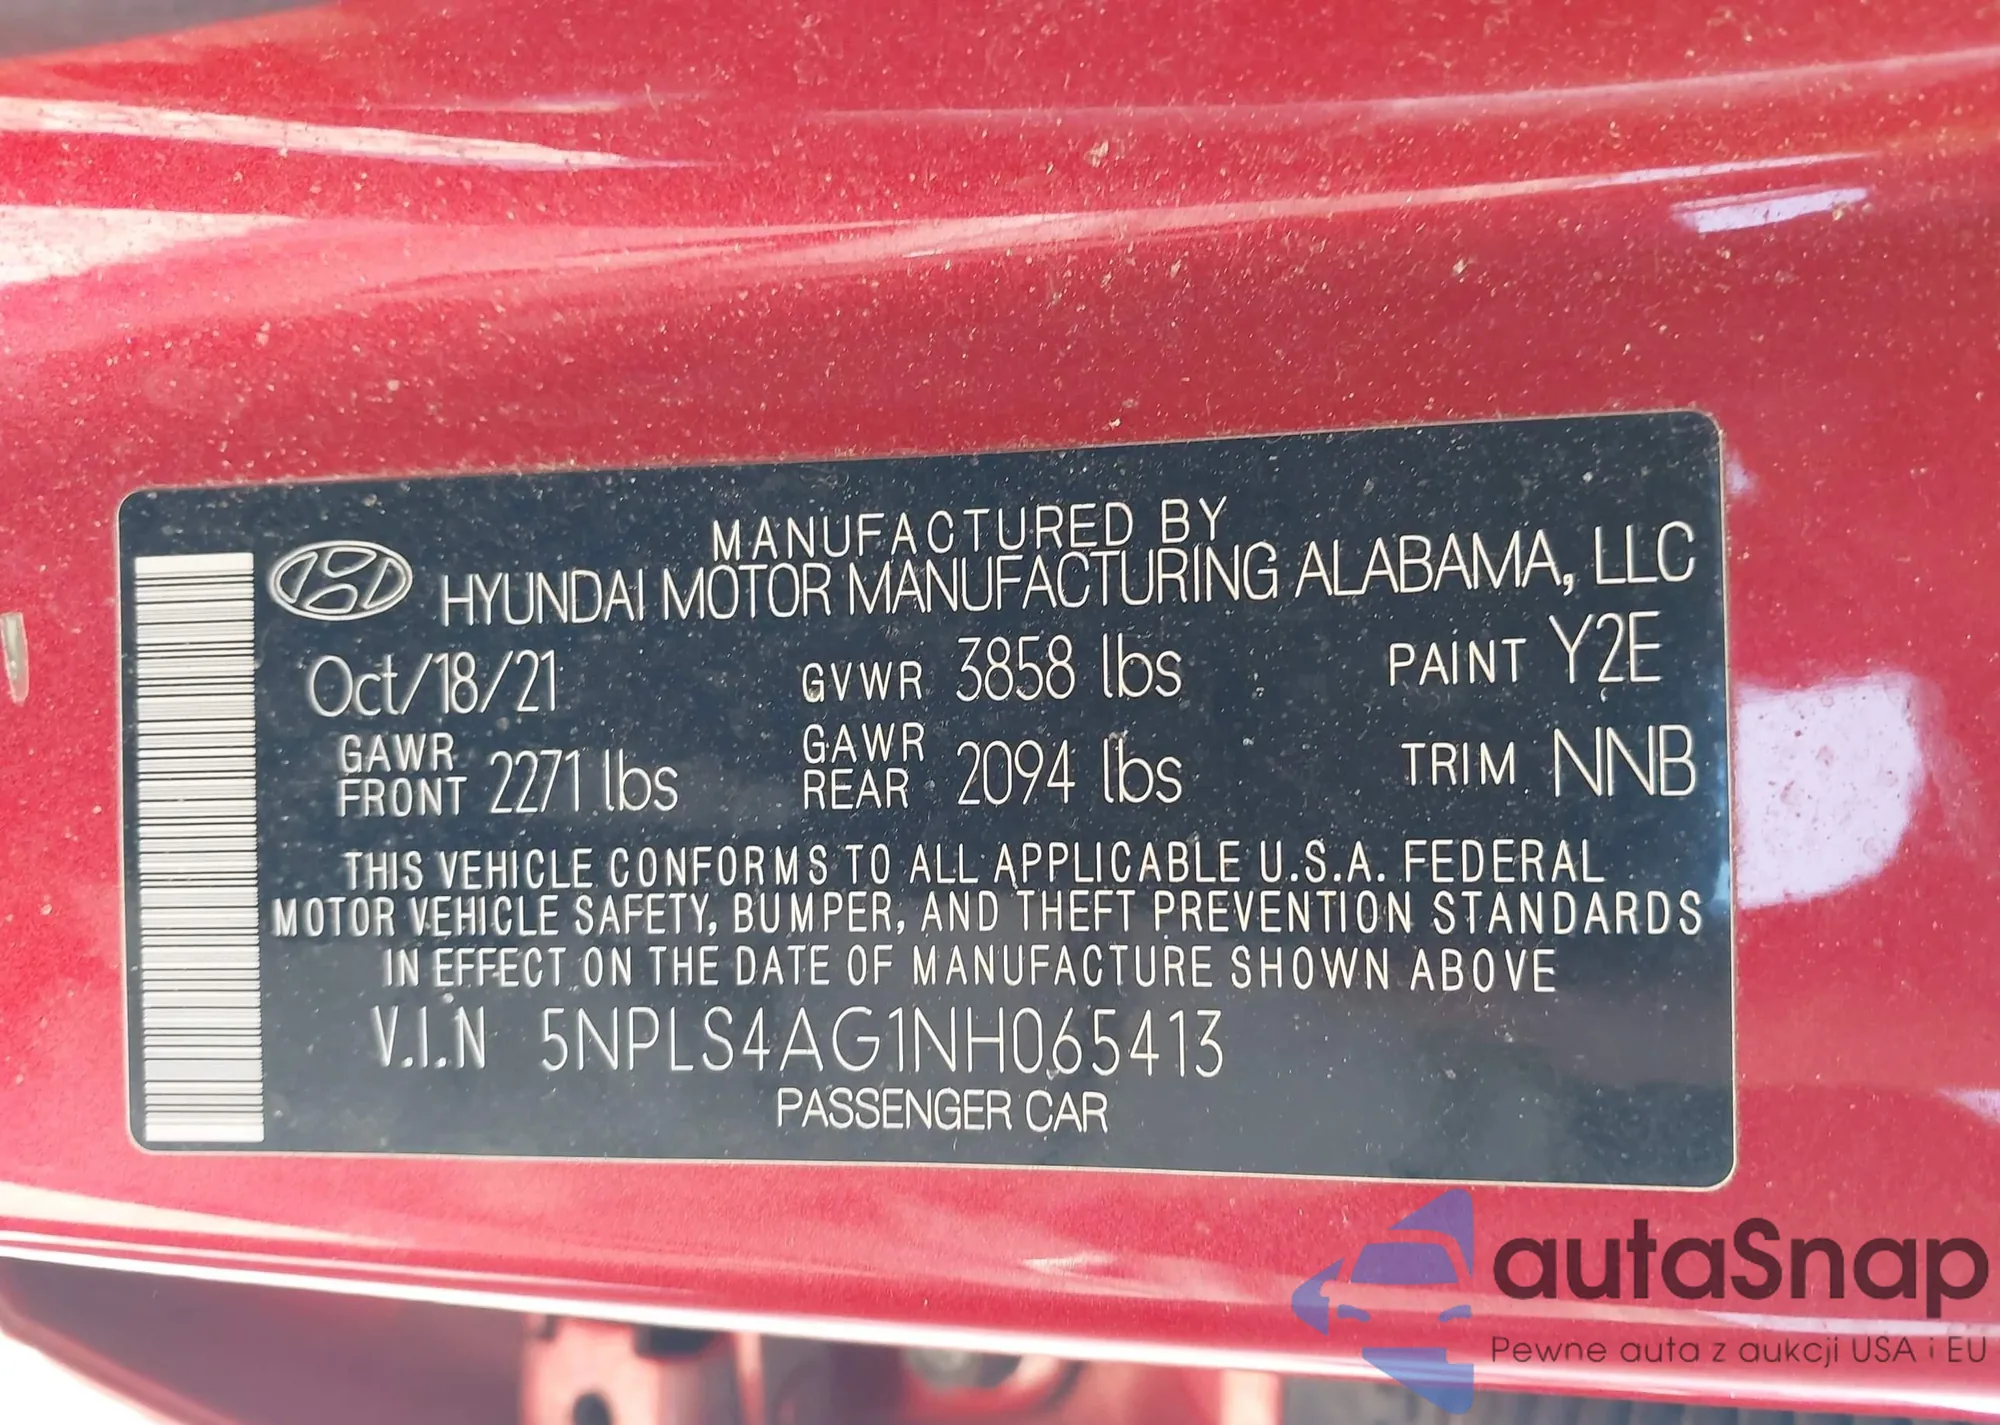 MANUFACTURED BY
HYUNDAI MOTOR MANUFACTURING ALABAMA, LLC
Oct/18/21 GVWR 3858 lbs PAINT Y2E
GAWR FRONT 2271 lbs GAWR REAR 2094 lbs TRIM NNB
THIS VEHICLE CONFORMS TO ALL APPLICABLE U.S.A. FEDERAL
MOTOR VEHICLE SAFETY, BUMPER, AND THEFT PREVENTION STANDARDS
IN EFFECT ON THE DATE OF MANUFACTURE SHOWN ABOVE
V.I.N 5NPLS4AG1NH065413
PASSENGER CAR
autaSnap
Pewne auta z aukcji USA i EU